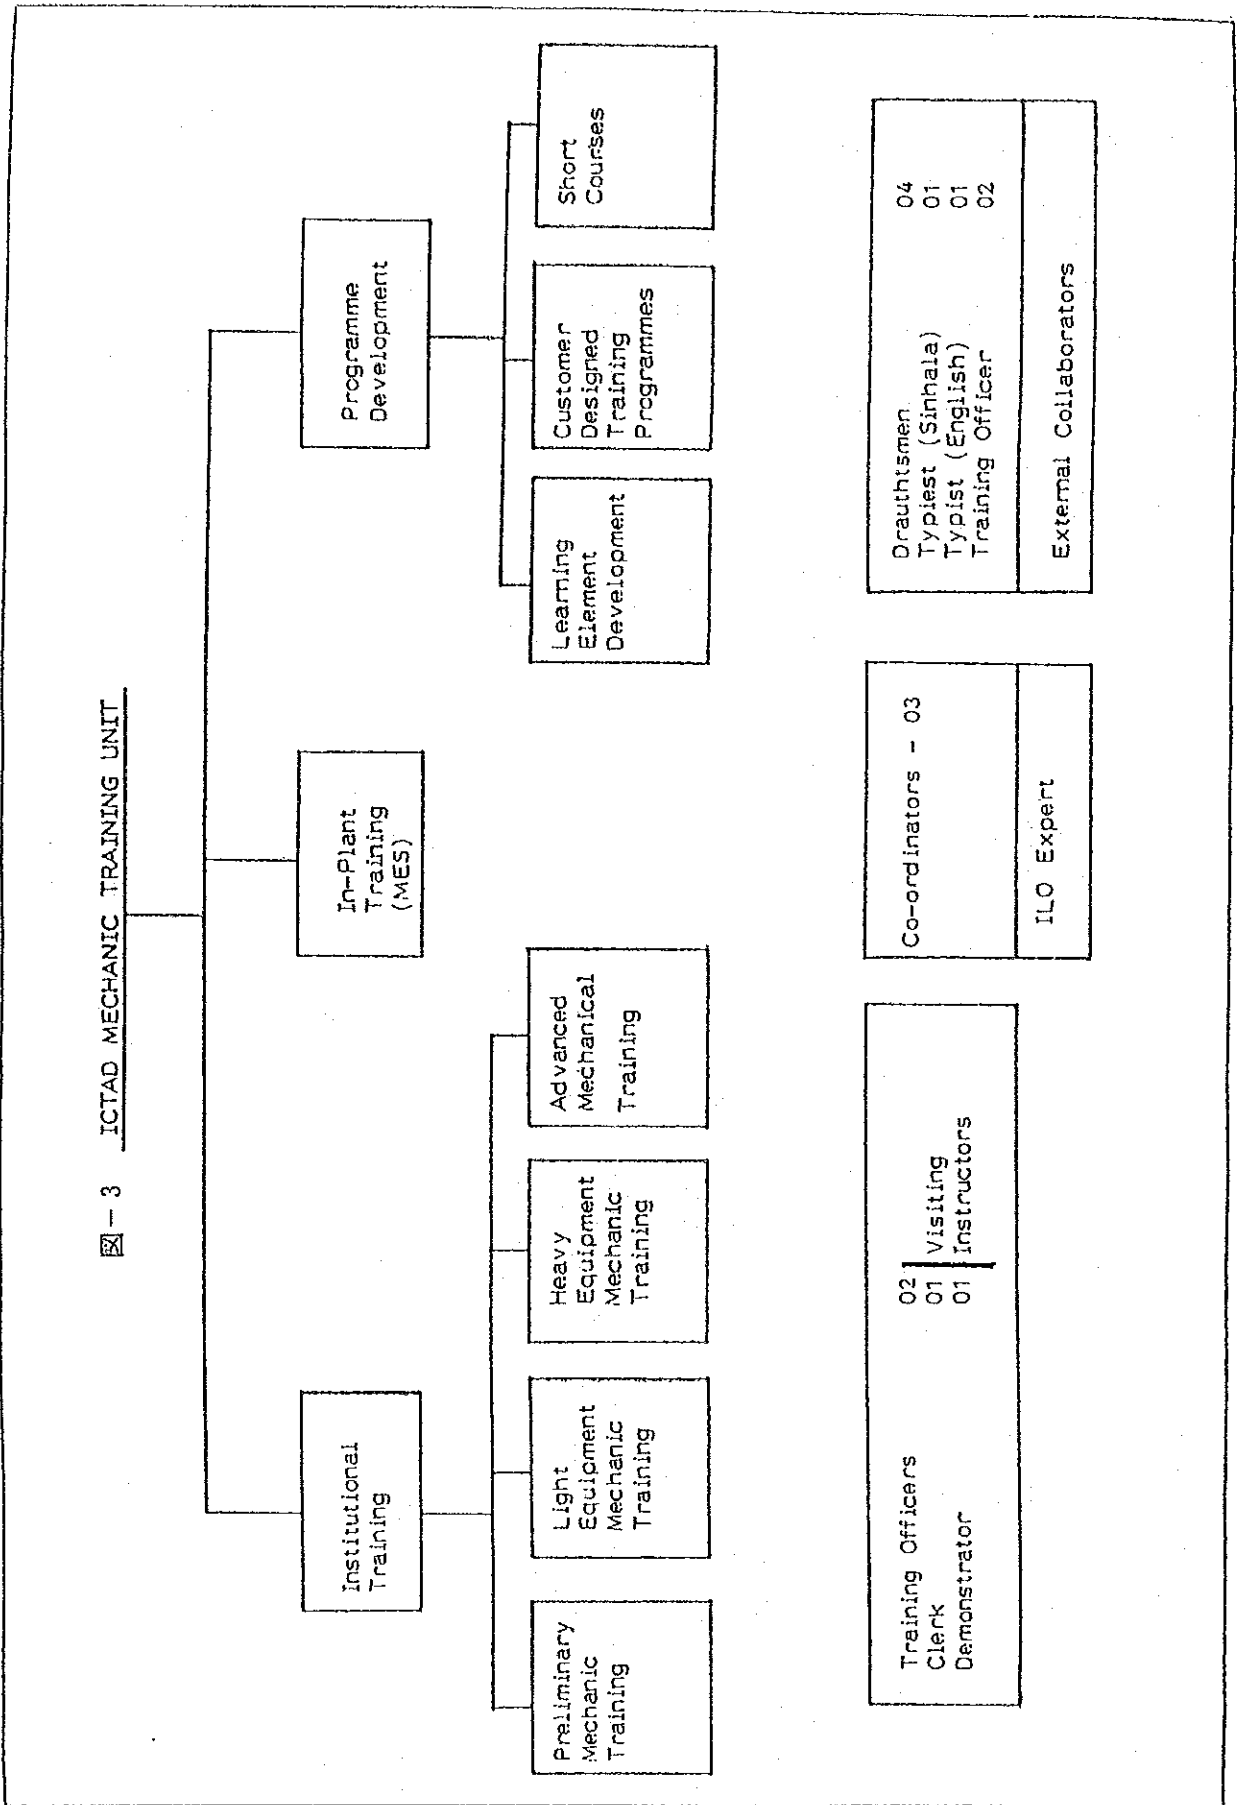 図－3 ICTAD MECHANIC TRAINING UNIT
Institutional
Training
In-Plant
Training
(MES)
Programme
Development
Preliminary
Mechanic
Training
Light
Equipment
Mechanic
Training
Heavy
Equipment
Mechanic
Training
Advanced
Mechanical
Training
Learning
Element
Development
Customer
Designed
Training
Programmes
Short
Courses
Training Officers 02
Clerk 01
Demonstrator 01
Visiting
Instructors
Co-ordinators - 03
ILO Expert
Drauthtsmen 04
Typiest (Sinhala) 01
Typist (English) 01
Training Officer 02
External Collaborators